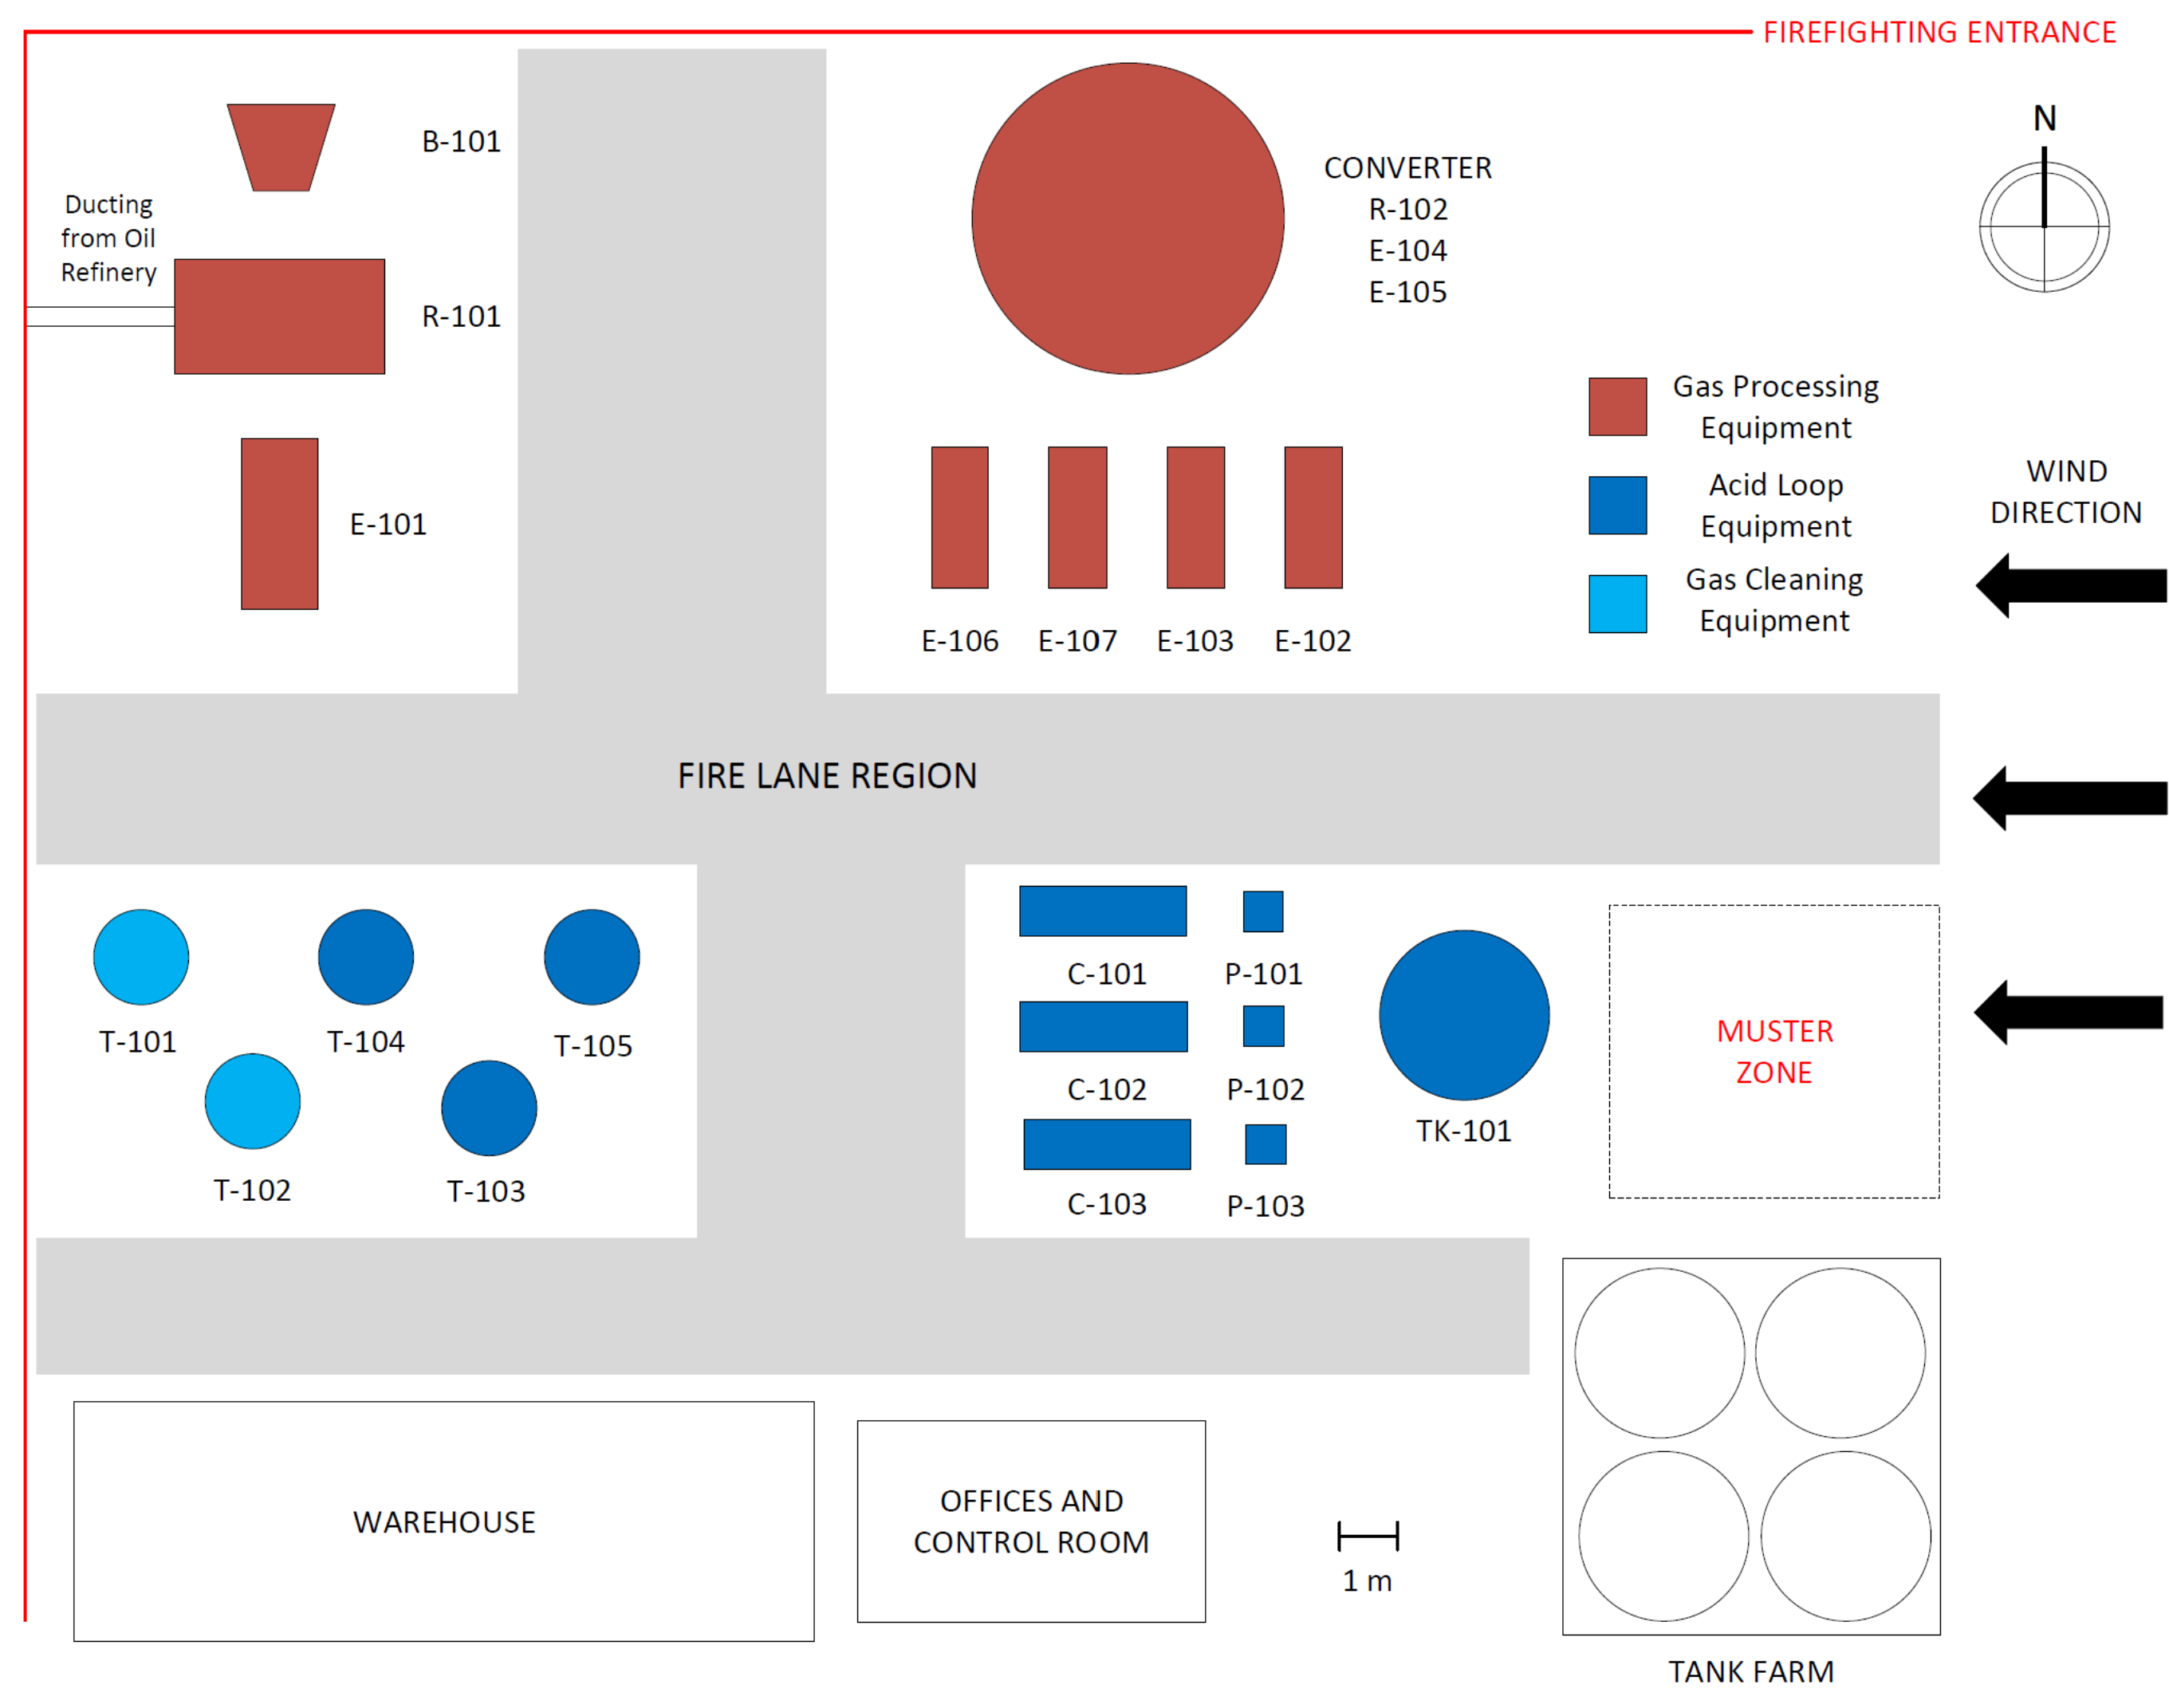 FIREFIGHTING ENTRANCE
B-101
Ducting
from Oil
Refinery
R-101
E-101
CONVERTER
R-102
E-104
E-105
N
Gas Processing
Equipment
Acid Loop
Equipment
Gas Cleaning
Equipment
WIND
DIRECTION
E-106 E-107 E-103 E-102
FIRE LANE REGION
T-101 T-104 T-105
T-102 T-103
C-101 P-101
C-102 P-102
C-103 P-103
TK-101
MUSTER
ZONE
WAREHOUSE
OFFICES AND
CONTROL ROOM
1 m
TANK FARM